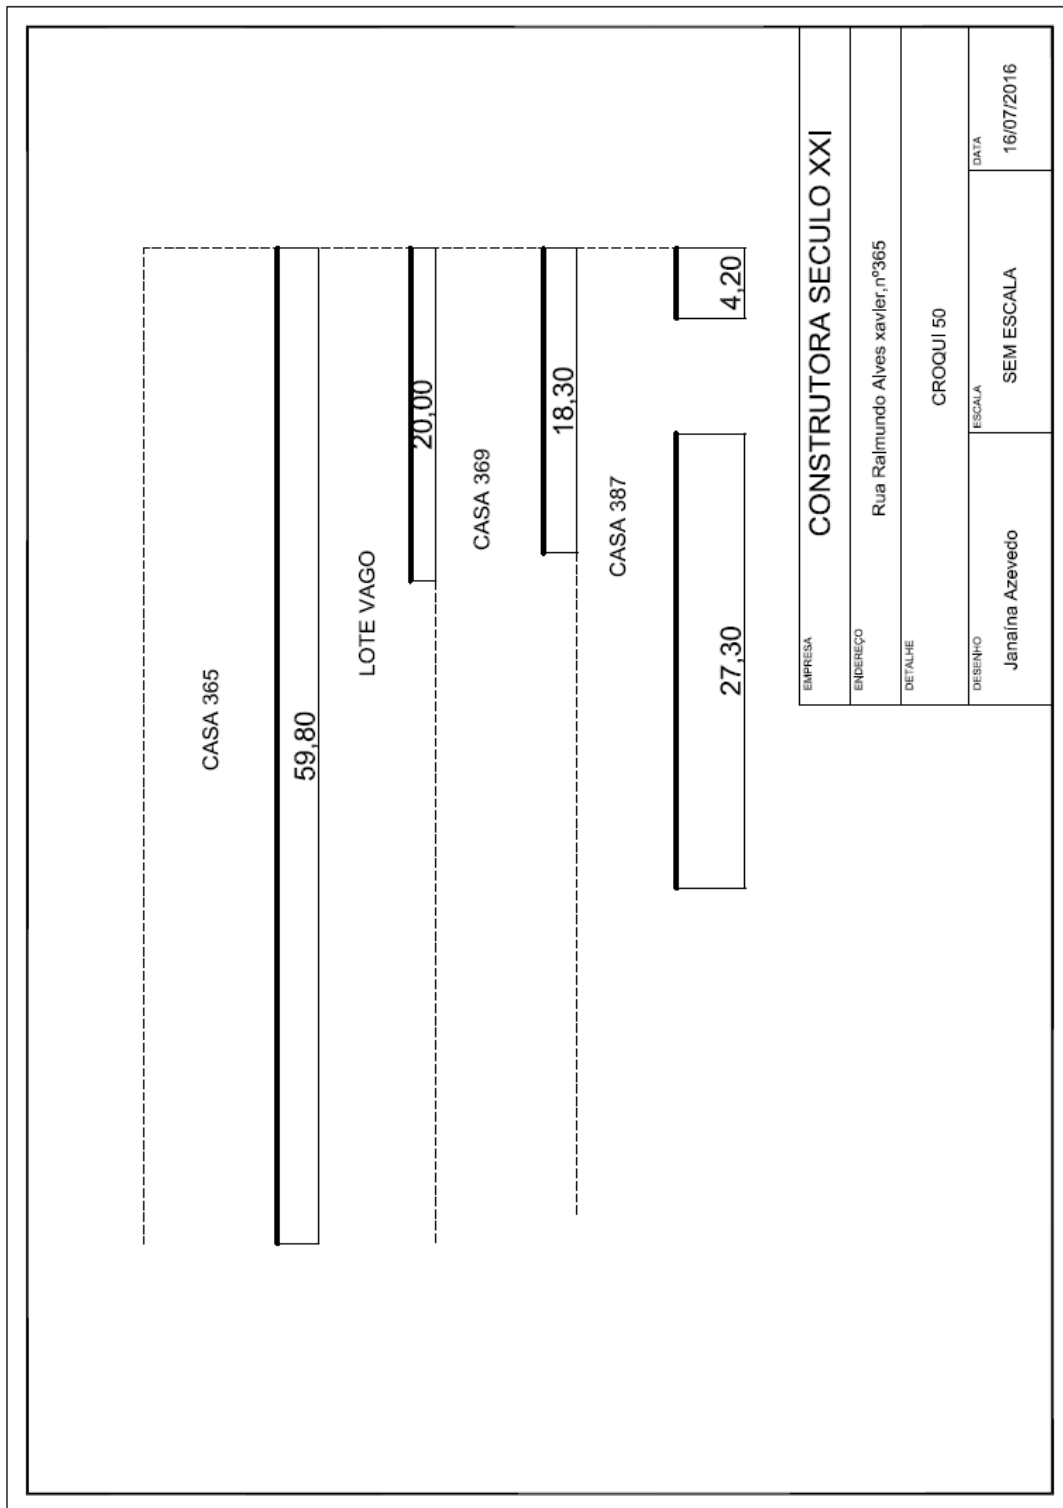 CASA 365
59,80
LOTE VAGO
20,00
CASA 369
18,30
CASA 387
27,30
4,20
EMPRESA
CONSTRUTORA SECULO XXI
ENDEREÇO
Rua Raimundo Alves xavier,nº365
DETALHE
CROQUI 50
DESENHO
Janaína Azevedo
ESCALA
SEM ESCALA
DATA
16/07/2016